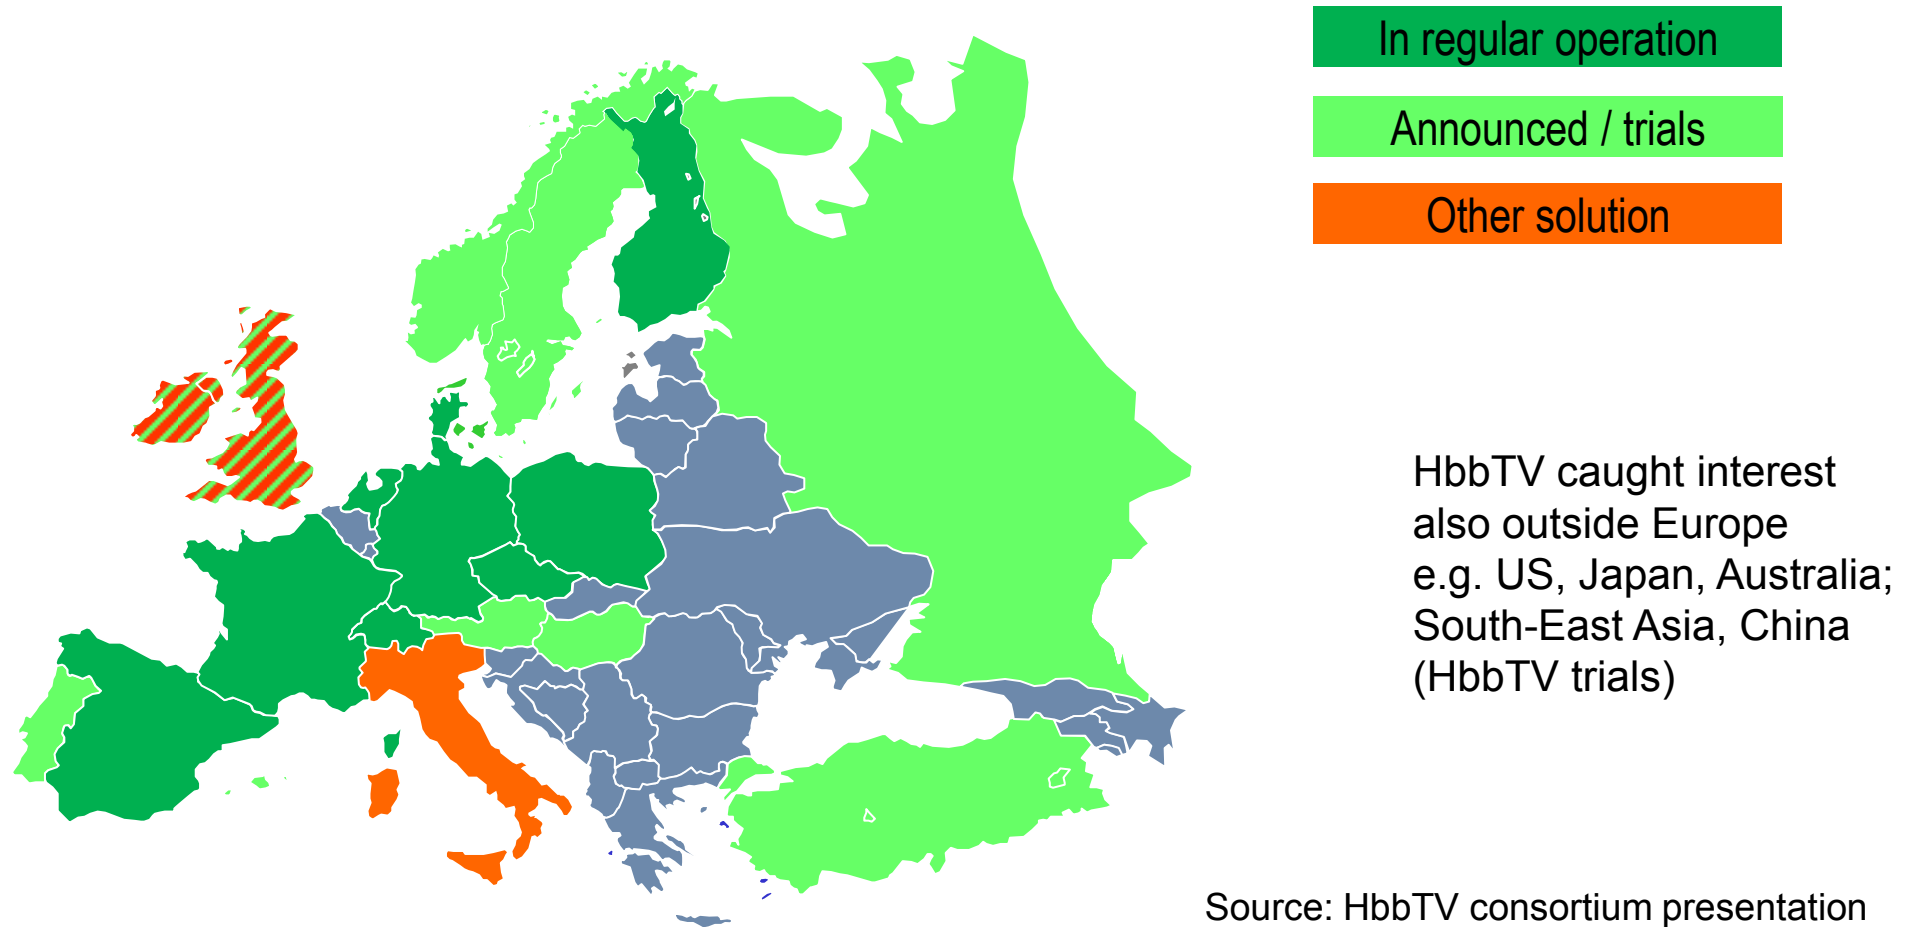 In regular operation
Announced / trials
Other solution
HbbTV caught interest
also outside Europe
e.g. US, Japan, Australia;
South-East Asia, China
(HbbTV trials)
Source: HbbTV consortium presentation